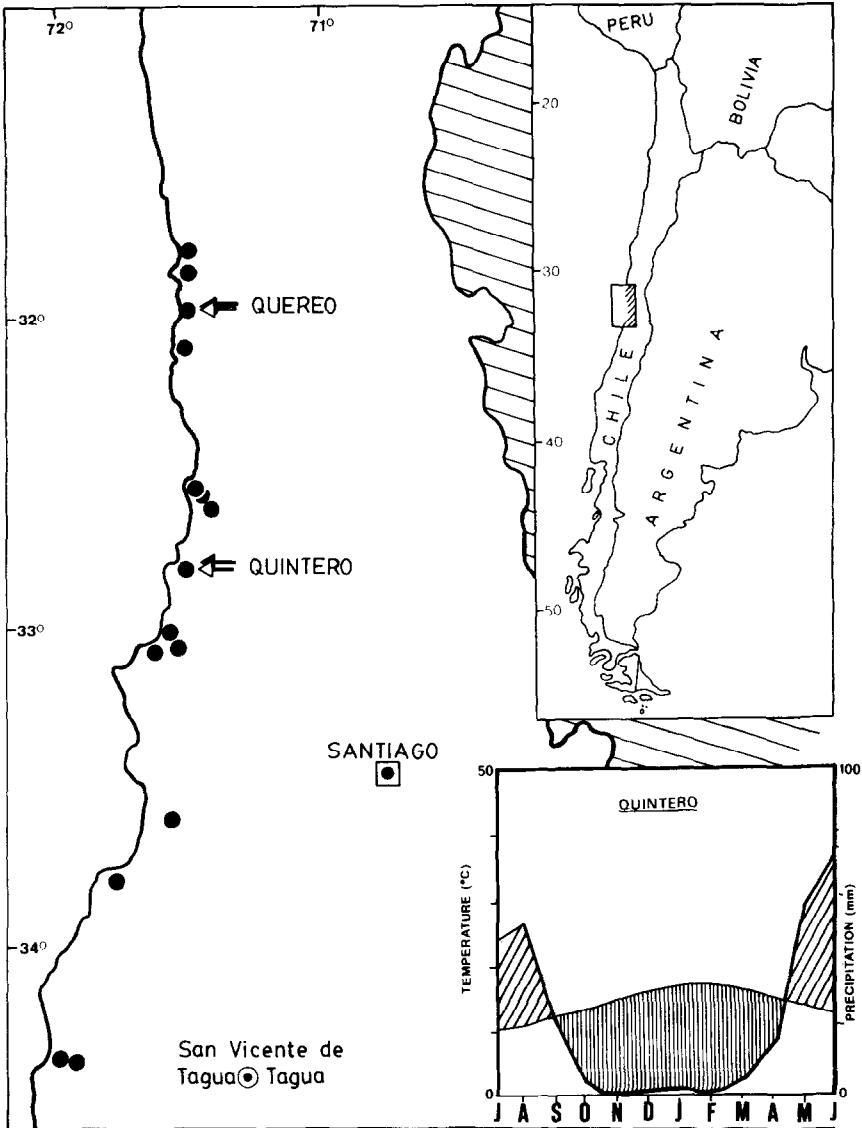 72°
71°
32°
33°
34°
QUEREO
QUINTERO
SANTIAGO
San Vicente de
Tagua Tagua
PERU
BOLIVIA
CHILE
ARGENTINA
20
30
40
50
QUINTERO
50
0
TEMPERATURE (°C)
100
0
PRECIPITATION (mm)
J A S O N D J F M A M J